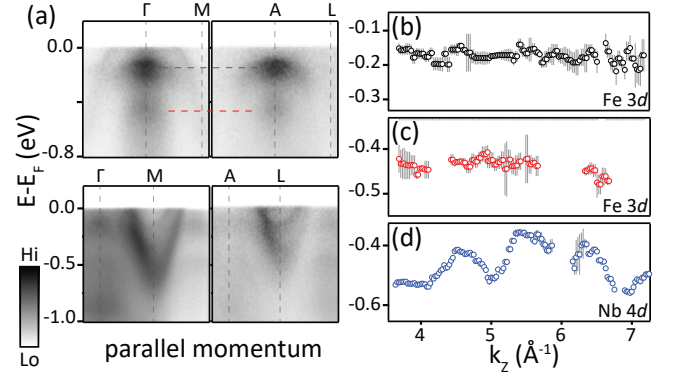 (a)
Γ M A L
0.0
-0.8
E-E_F (eV)
Γ M A L
0.0
-0.5
-1.0
Hi
Lo
parallel momentum
(b)
-0.1
-0.2
-0.3
Fe 3d
(c)
-0.4
-0.5
Fe 3d
(d)
-0.4
-0.6
Nb 4d
4 5 6 7
k_Z (Å⁻¹)